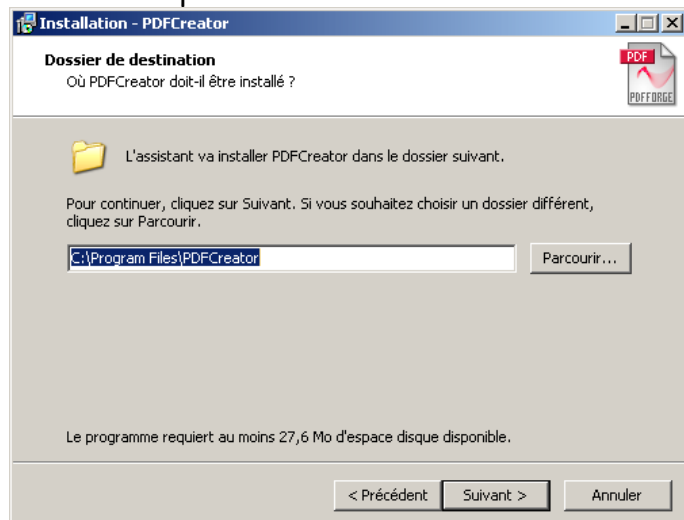 Installation - PDFCreator
Dossier de destination
Où PDFCreator doit-il être installé ?
PDF
PDFFORGE
L'assistant va installer PDFCreator dans le dossier suivant.
Pour continuer, cliquez sur Suivant. Si vous souhaitez choisir un dossier différent,
cliquez sur Parcourir.
C:\Program Files\PDFCreator
Parcourir...
Le programme requiert au moins 27,6 Mo d'espace disque disponible.
< Précédent
Suivant >
Annuler